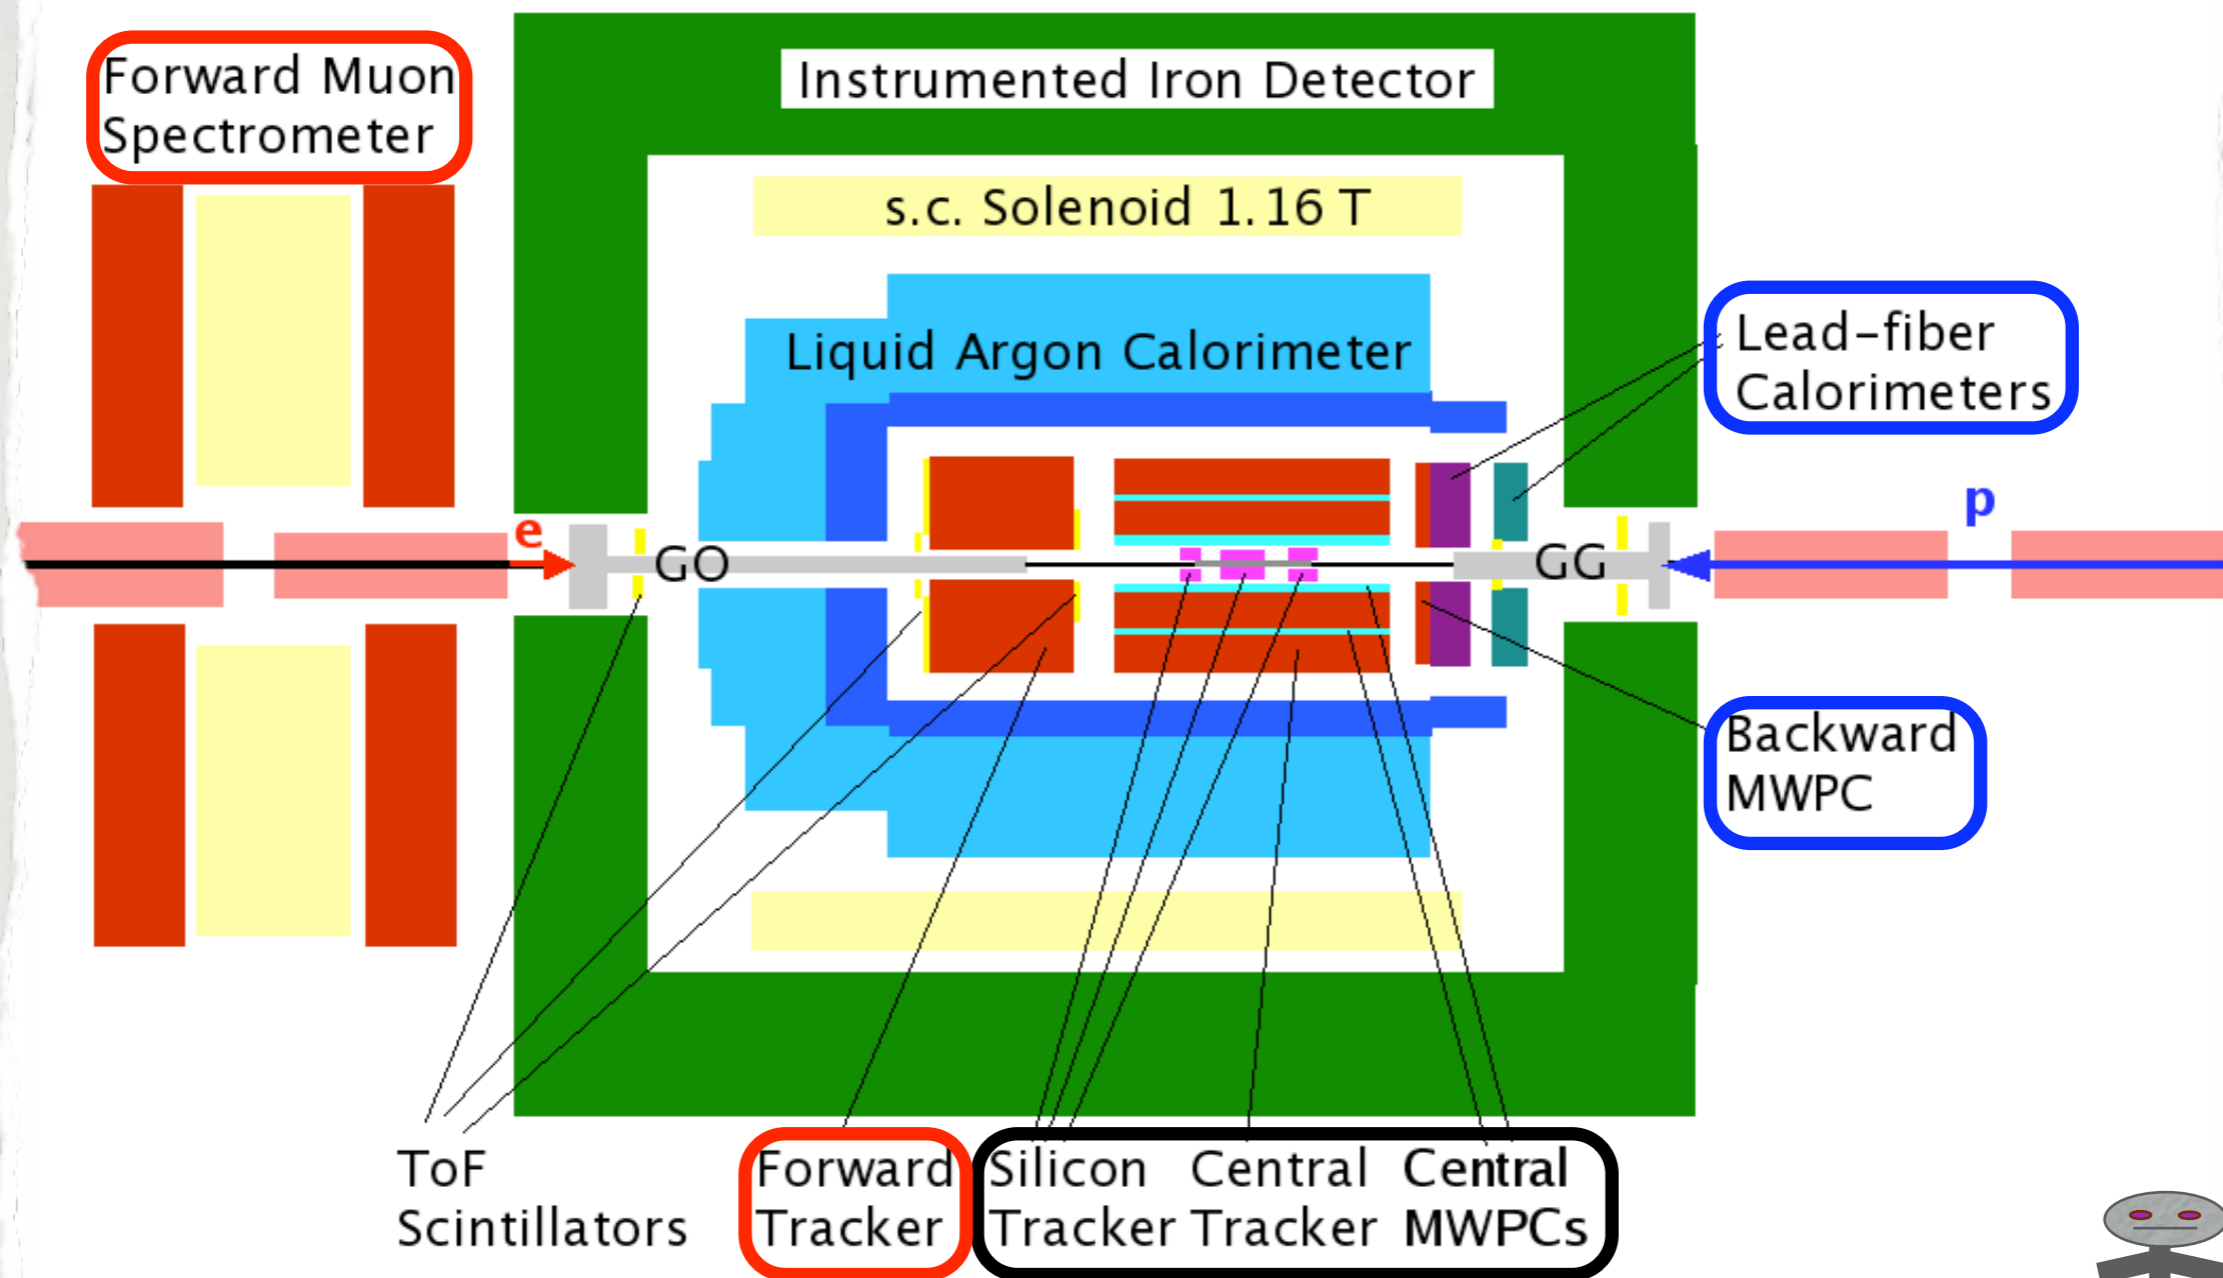 Forward Muon
Spectrometer
Instrumented Iron Detector
s.c. Solenoid 1.16 T
Liquid Argon Calorimeter
Lead-fiber
Calorimeters
e
GO
GG
p
Backward
MWPC
ToF
Scintillators
Forward
Tracker
Silicon
Tracker
Central
Tracker
Central
MWPCs